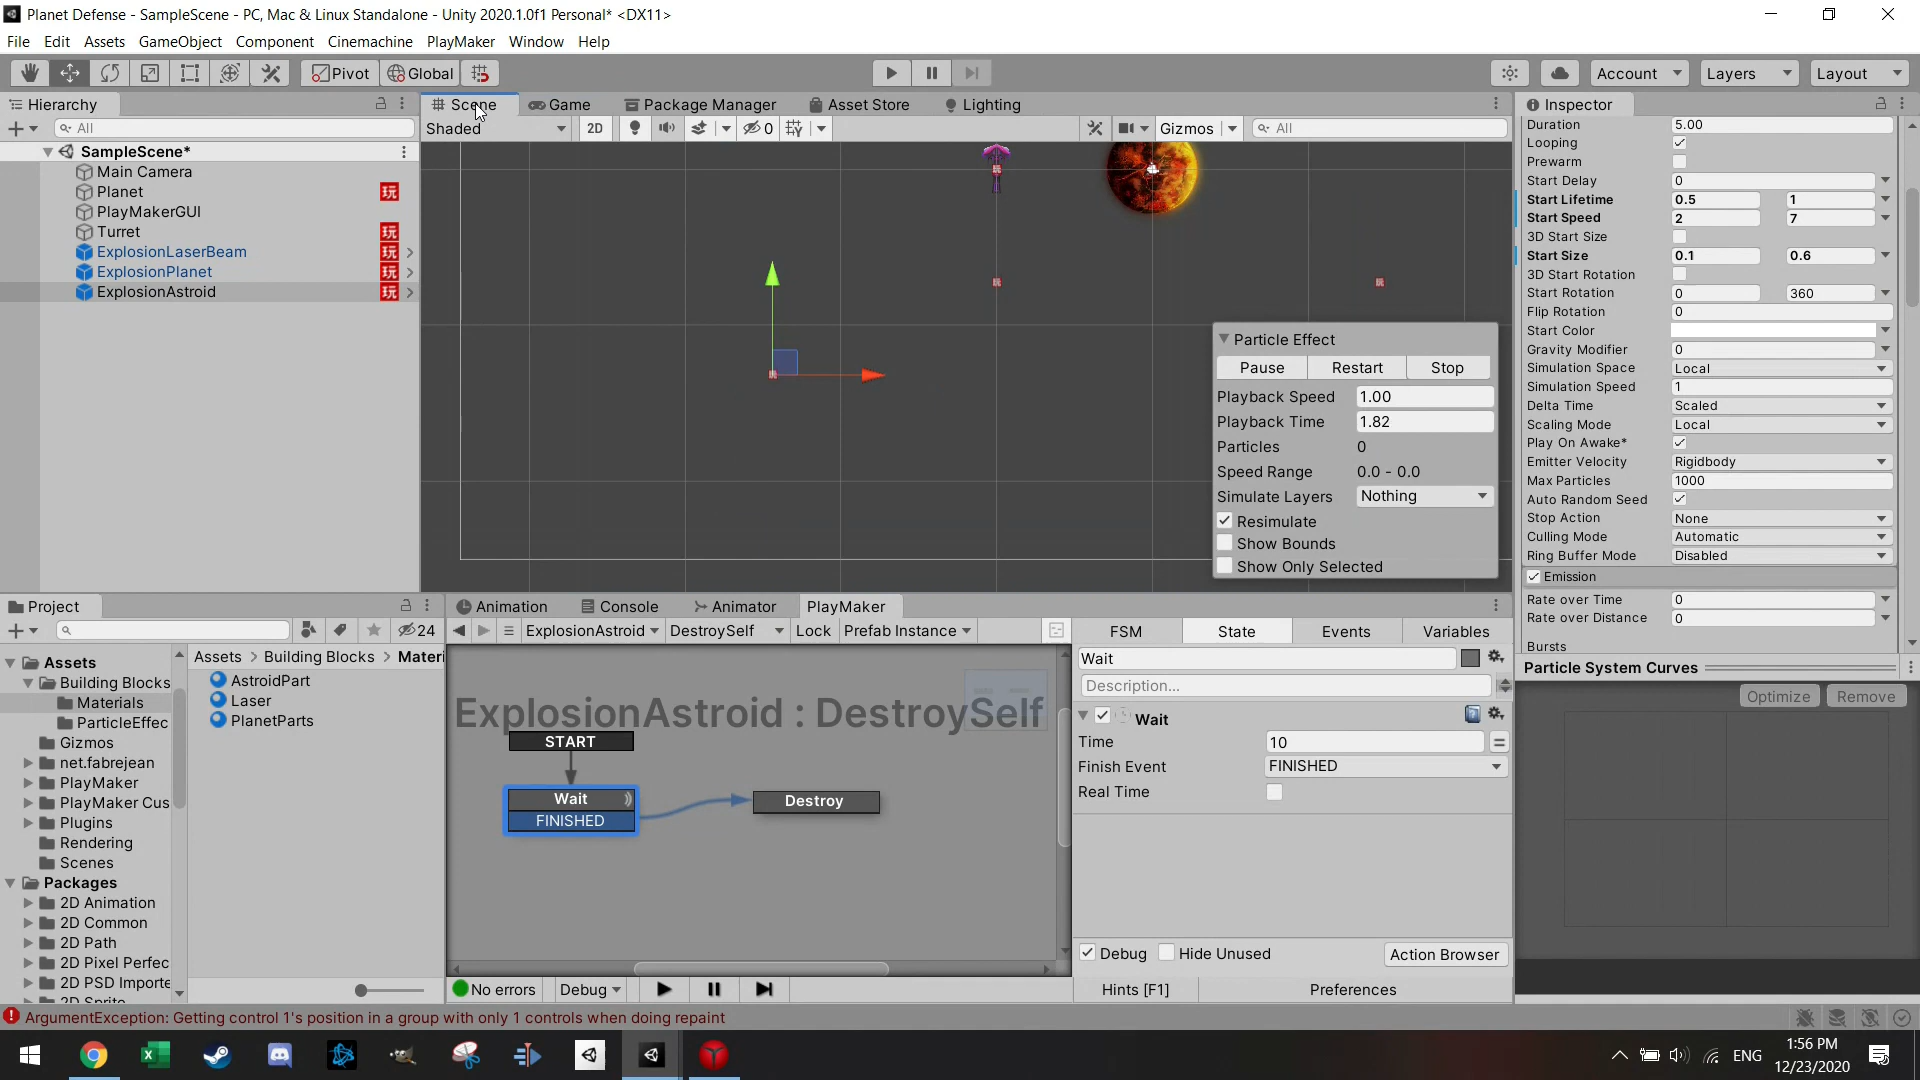 Planet Defense - SampleScene - PC, Mac & Linux Standalone - Unity 2020.1.0f1 Personal* <DX11>
File Edit Assets GameObject Component Cinemachine PlayMaker Window Help
Pivot Global Account Layers Layout
Hierarchy Scene Game Package Manager Asset Store Lighting Inspector
All Shaded 2D 0 Gizmos All
SampleScene*
Main Camera
Planet 玩
PlayMakerGUI
Turret 玩
ExplosionLaserBeam 玩
ExplosionPlanet 玩
ExplosionAstroid 玩
Particle Effect
Pause Restart Stop
Playback Speed 1.00
Playback Time 1.82
Particles 0
Speed Range 0.0 - 0.0
Simulate Layers Nothing
Resimulate
Show Bounds
Show Only Selected
Duration 5.00
Looping
Prewarm
Start Delay 0
Start Lifetime 0.5 1
Start Speed 2 7
3D Start Size
Start Size 0.1 0.6
3D Start Rotation
Start Rotation 0 360
Flip Rotation 0
Start Color
Gravity Modifier 0
Simulation Space Local
Simulation Speed 1
Delta Time Scaled
Scaling Mode Local
Play On Awake*
Emitter Velocity Rigidbody
Max Particles 1000
Auto Random Seed
Stop Action None
Culling Mode Automatic
Ring Buffer Mode Disabled
Emission
Rate over Time 0
Rate over Distance 0
Bursts
Particle System Curves
Optimize Remove
Project
24
Assets
Building Blocks
Materials
ParticleEffec
Gizmos
net.fabrejean
PlayMaker
PlayMaker Cus
Plugins
Rendering
Scenes
Packages
2D Animation
2D Common
2D Path
2D Pixel Perfec
2D PSD Importe
2D Sprite
Assets > Building Blocks > Materi
AstroidPart
Laser
PlanetParts
Animation Console Animator PlayMaker
ExplosionAstroid DestroySelf Lock Prefab Instance
ExplosionAstroid : DestroySelf
START
Wait
FINISHED
Destroy
No errors Debug
FSM State Events Variables
Wait
Description...
Wait
Time 10 =
Finish Event FINISHED
Real Time
Debug Hide Unused Action Browser
Hints [F1] Preferences
ArgumentException: Getting control 1's position in a group with only 1 controls when doing repaint
ENG
1:56 PM
12/23/2020